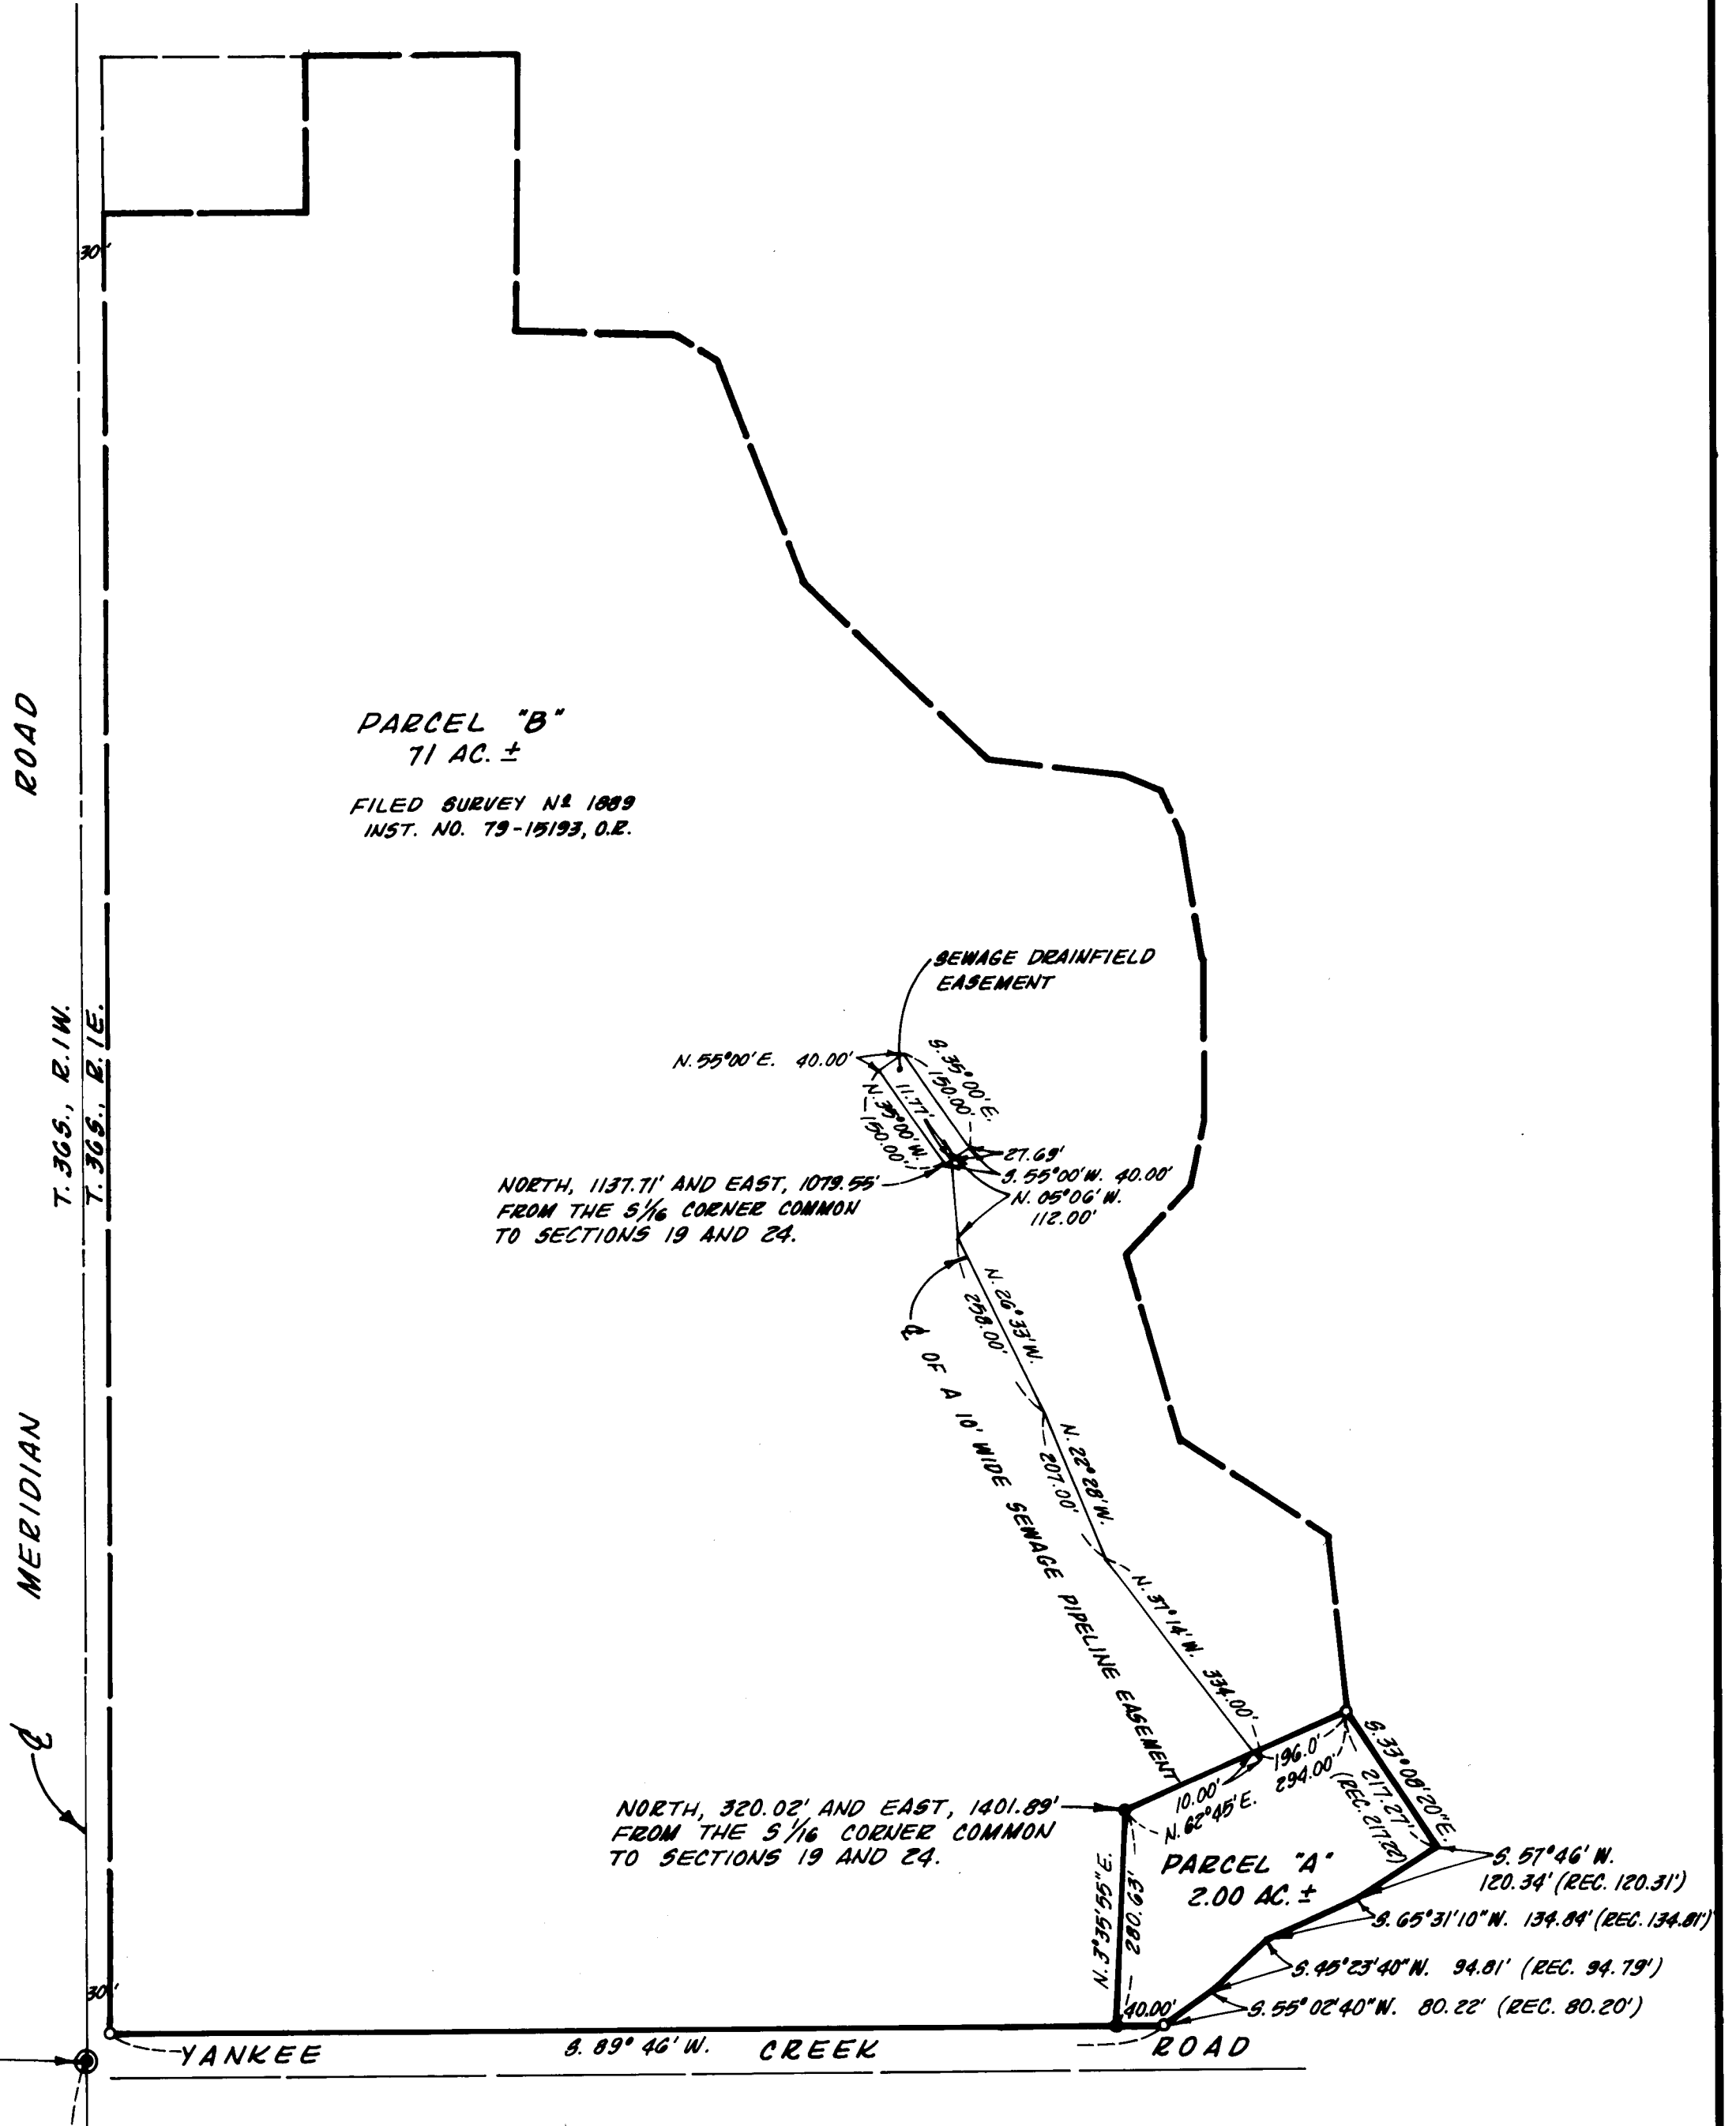 30'
ROAD
PARCEL "B"
71 AC. ±
FILED SURVEY Nº 1889
INST. NO. 79-15193, O.R.
SEWAGE DRAINFIELD
EASEMENT
T.36S., R.1W.
T.36S., R.1E.
N. 55°00' E. 40.00'
S. 35°00' E.
150.00'
11.77'
N. 35°00' W.
150.00'
27.69'
S. 55°00' W. 40.00'
N. 05°06' W.
112.00'
NORTH, 1137.71' AND EAST, 1079.55'
FROM THE S 1/16 CORNER COMMON
TO SECTIONS 19 AND 24.
N. 26°33' W.
258.00'
℄ OF A 10' WIDE SEWAGE PIPELINE EASEMENT
N. 22°28' W.
207.00'
MERIDIAN
N. 37°14' W. 334.00'
℄
196.0'
294.00'
10.00'
N. 62°45' E.
S. 33°08'20" E.
217.27'
(REC. 217.22)
NORTH, 320.02' AND EAST, 1401.89'
FROM THE S 1/16 CORNER COMMON
TO SECTIONS 19 AND 24.
PARCEL "A"
2.00 AC. ±
N. 3°35'55" E.
280.63'
S. 57°46' W.
120.34' (REC. 120.31')
S. 65°31'10" W. 134.84' (REC. 134.81')
S. 45°23'40" W. 94.81' (REC. 94.79')
S. 55°02'40" W. 80.22' (REC. 80.20')
30'
40.00'
YANKEE S. 89°46' W. CREEK ROAD